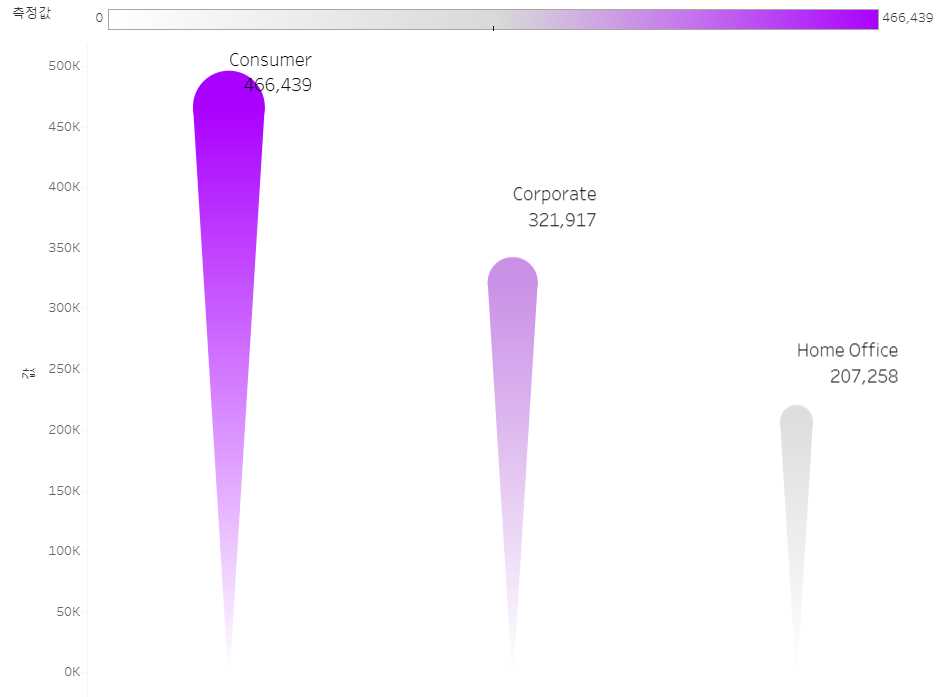 측정값
0
466,439
500K
450K
400K
350K
300K
250K
200K
150K
100K
50K
0K
값
Consumer
466,439
Corporate
321,917
Home Office
207,258